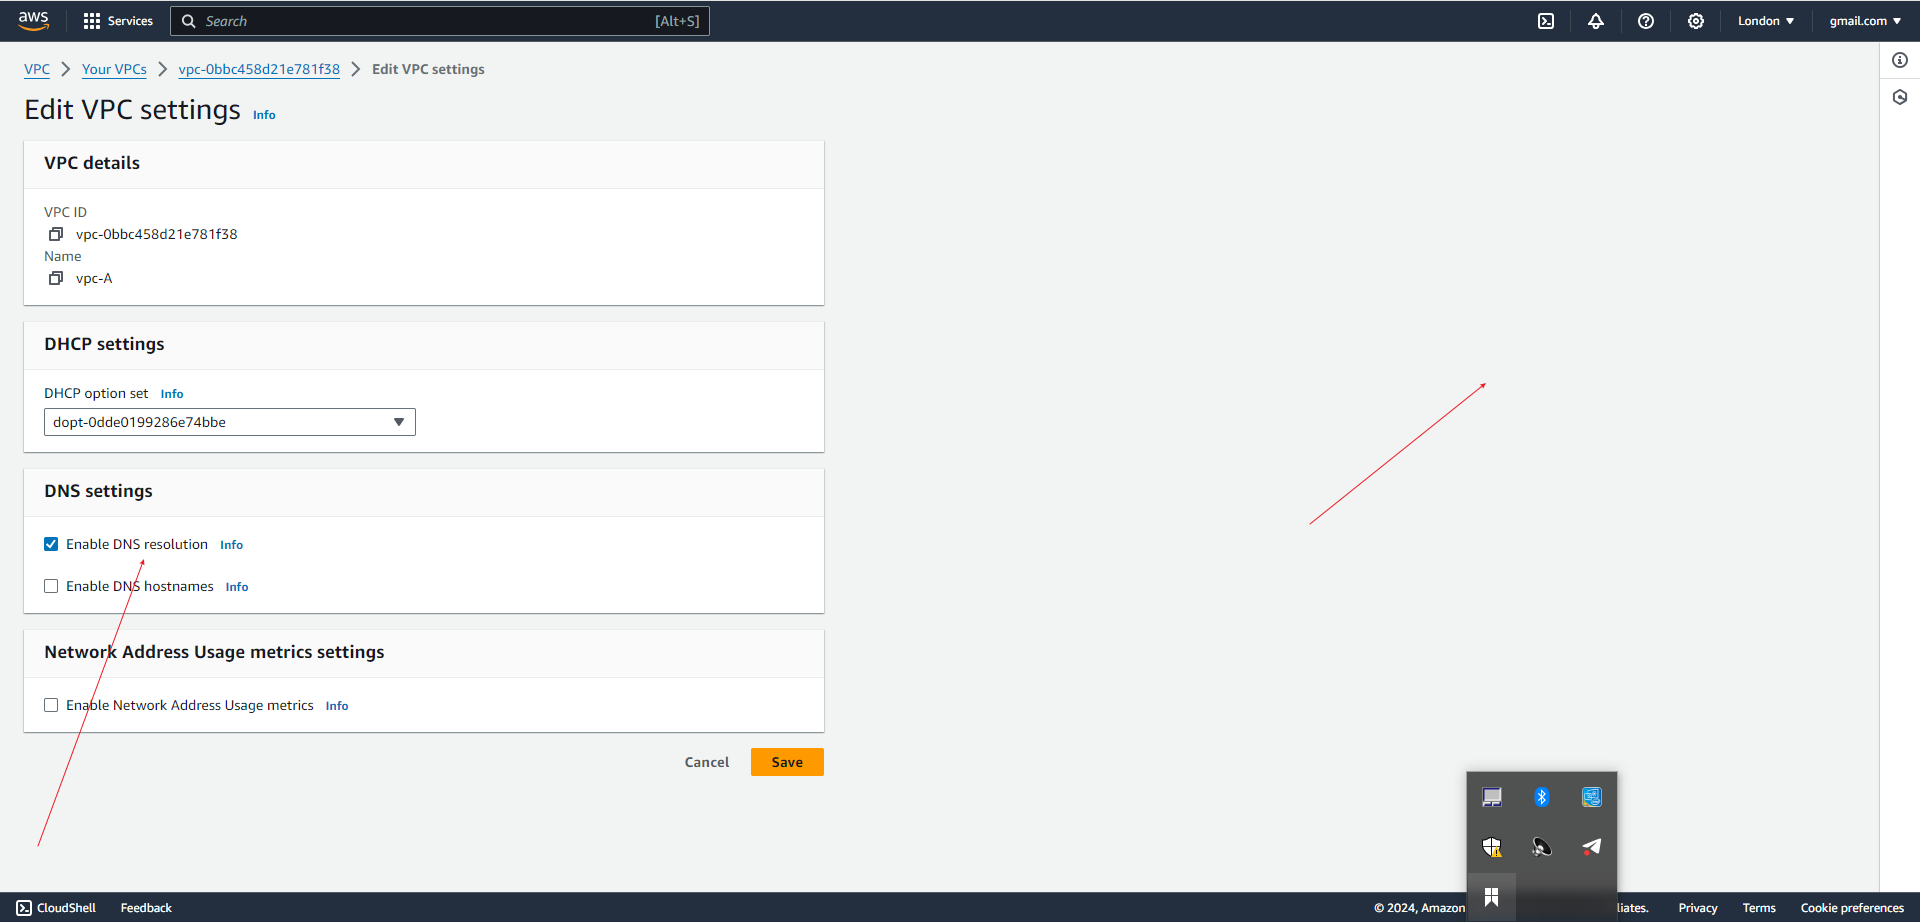 aws
Services
Search
[Alt+S]
London
gmail.com
VPC
Your VPCs
vpc-0bbc458d21e781f38
Edit VPC settings
Edit VPC settings Info
VPC details
VPC ID
vpc-0bbc458d21e781f38
Name
vpc-A
DHCP settings
DHCP option set Info
dopt-0dde0199286e74bbe
DNS settings
Enable DNS resolution Info
Enable DNS hostnames Info
Network Address Usage metrics settings
Enable Network Address Usage metrics Info
Cancel
Save
CloudShell
Feedback
© 2024, Amazon
liates.
Privacy
Terms
Cookie preferences